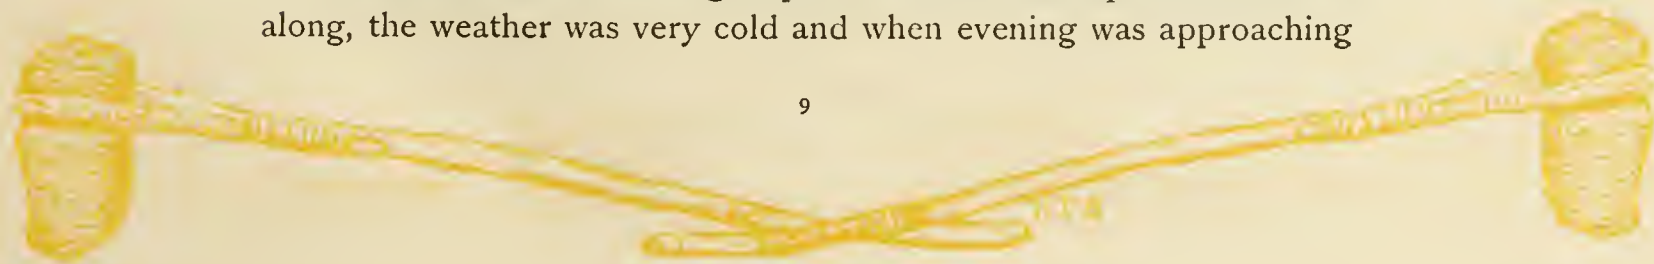 along, the weather was very cold and when evening was approaching
9